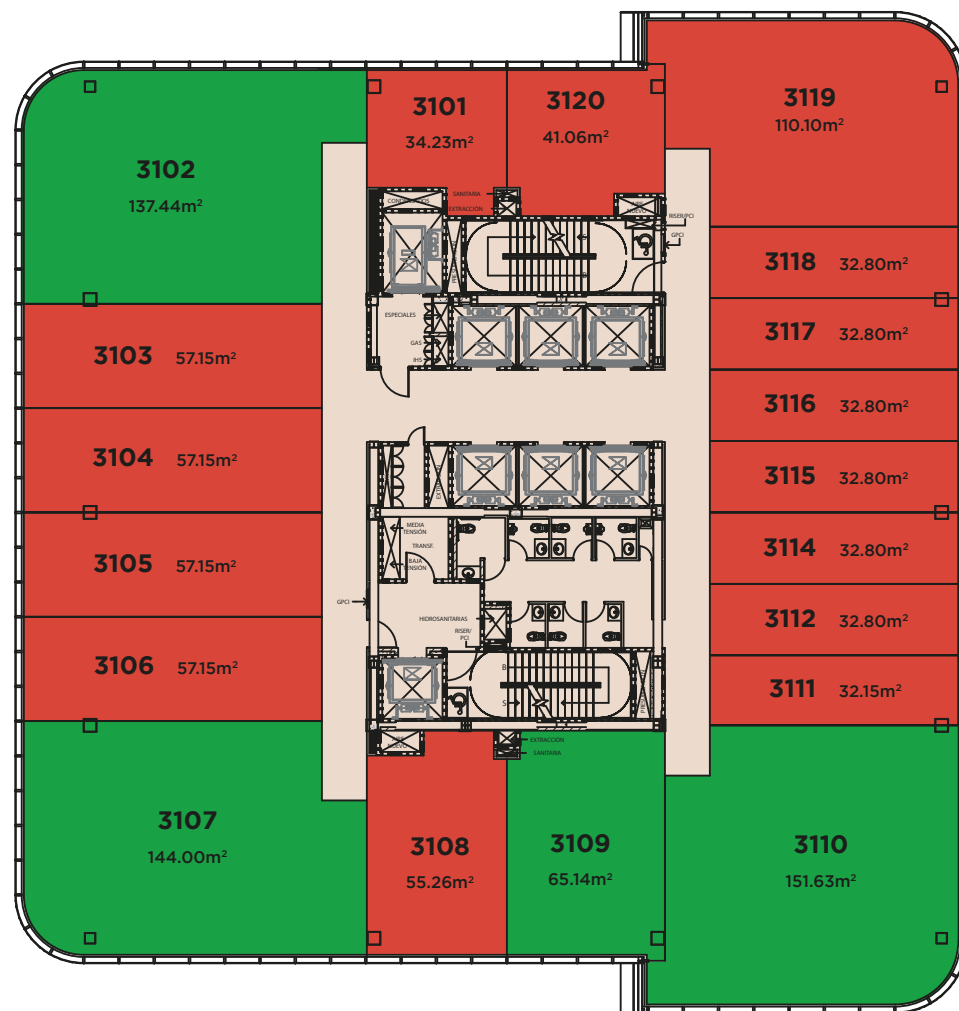 3101
34.23m²
3120
41.06m²
3119
110.10m²
3102
137.44m²
SANITARIA
EXTRACCIÓN
RISER/PCI
GPCI
S
B
3118 32.80m²
3103 57.15m²
ESPECIALES
GAS
IHS
3117 32.80m²
3116 32.80m²
3104 57.15m²
EXTRACCIÓN
3115 32.80m²
MEDIA
TENSIÓN
TRANSF.
BAJA
TENSIÓN
3105 57.15m²
3114 32.80m²
GPCI
HIDROSANITARIAS
RISER/
PCI
3112 32.80m²
3106 57.15m²
B
S
3111 32.15m²
NUEVO
EXTRACCIÓN
SANITARIA
3107
144.00m²
3108
55.26m²
3109
65.14m²
3110
151.63m²